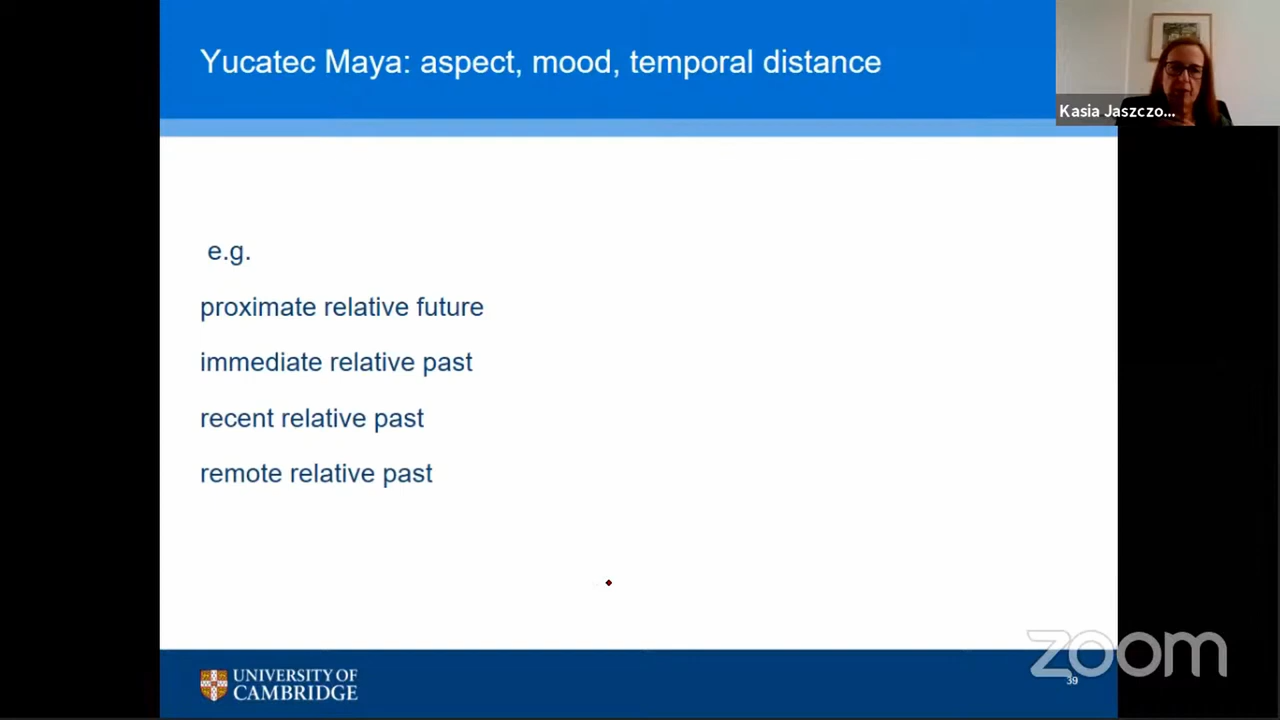 Yucatec Maya: aspect, mood, temporal distance
Kasia Jaszczo...
e.g.
proximate relative future
immediate relative past
recent relative past
remote relative past
UNIVERSITY OF
CAMBRIDGE
zoom
39